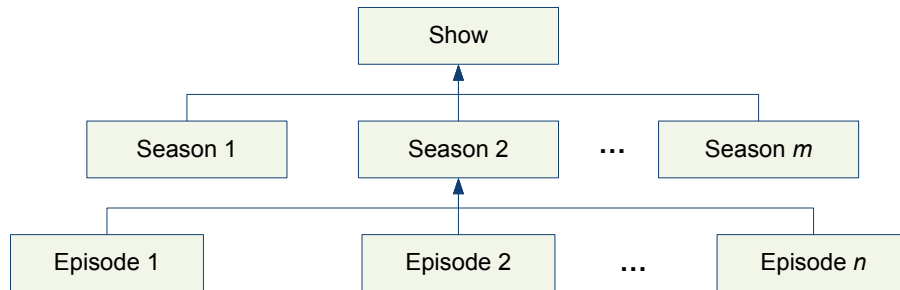 Show
Season 1
Season 2
...
Season m
Episode 1
Episode 2
...
Episode n